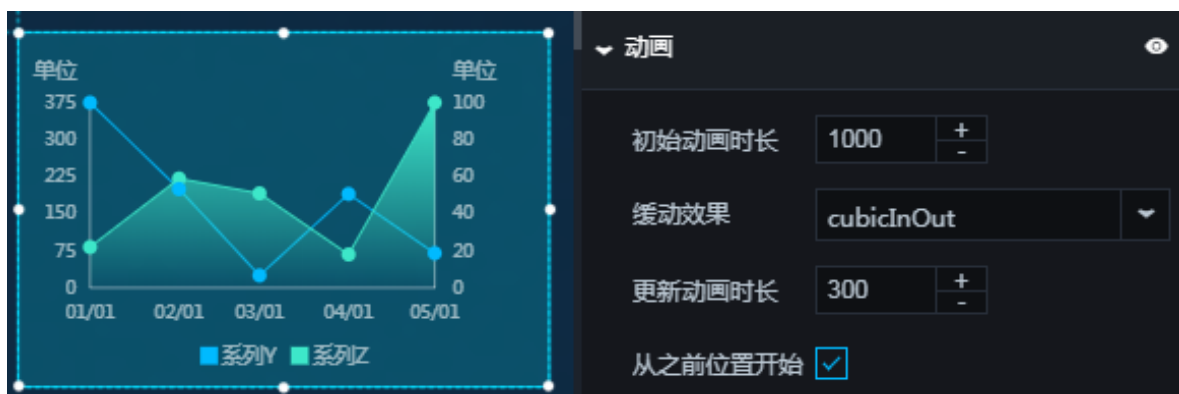 单位 单位
375 100
300 80
225 60
150 40
75 20
0 0
01/01 02/01 03/01 04/01 05/01
系列Y 系列Z
动画
初始动画时长 1000 + -
缓动效果 cubicInOut
更新动画时长 300 + -
从之前位置开始